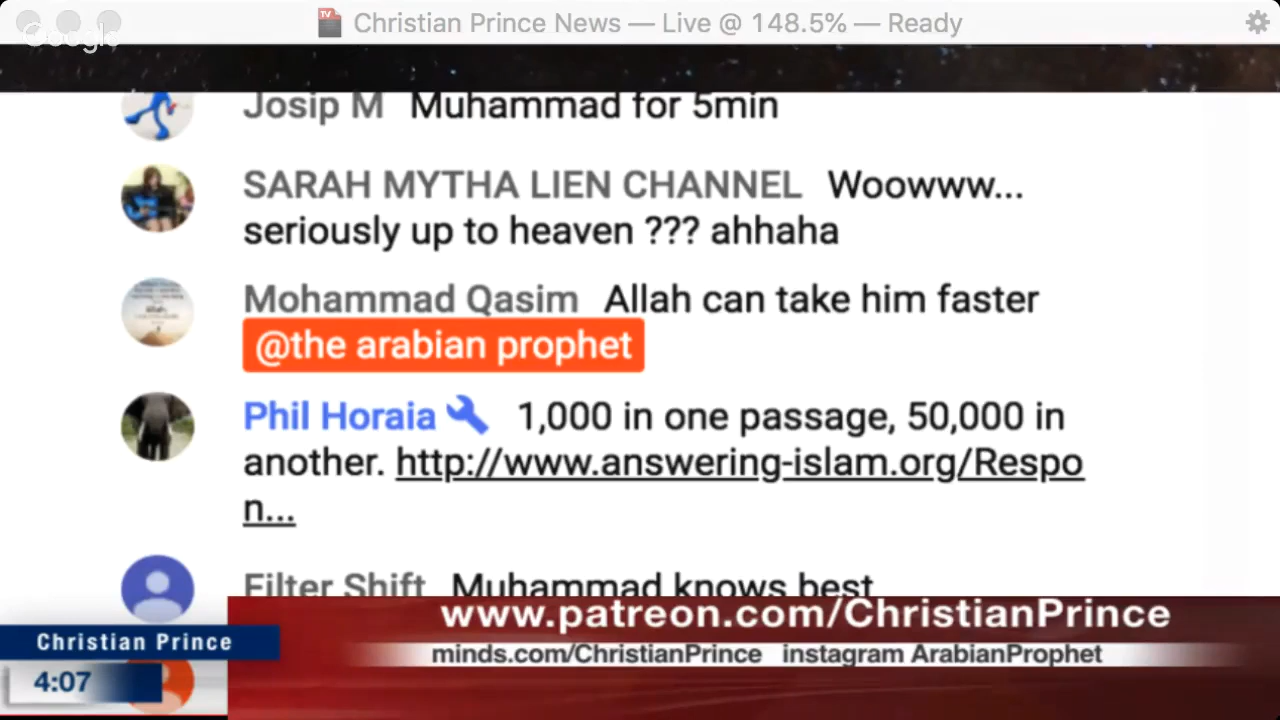 TV Christian Prince News — Live @ 148.5% — Ready
Google
Josip M Muhammad for 5min
SARAH MYTHA LIEN CHANNEL Woowww...
seriously up to heaven ??? ahhaha
Mohammad Qasim Allah can take him faster
@the arabian prophet
Phil Horaia 1,000 in one passage, 50,000 in
another. http://www.answering-islam.org/Respo
n...
Filter Shift Muhammad knows best
www.patreon.com/ChristianPrince
Christian Prince
minds.com/ChristianPrince instagram ArabianProphet
4:07